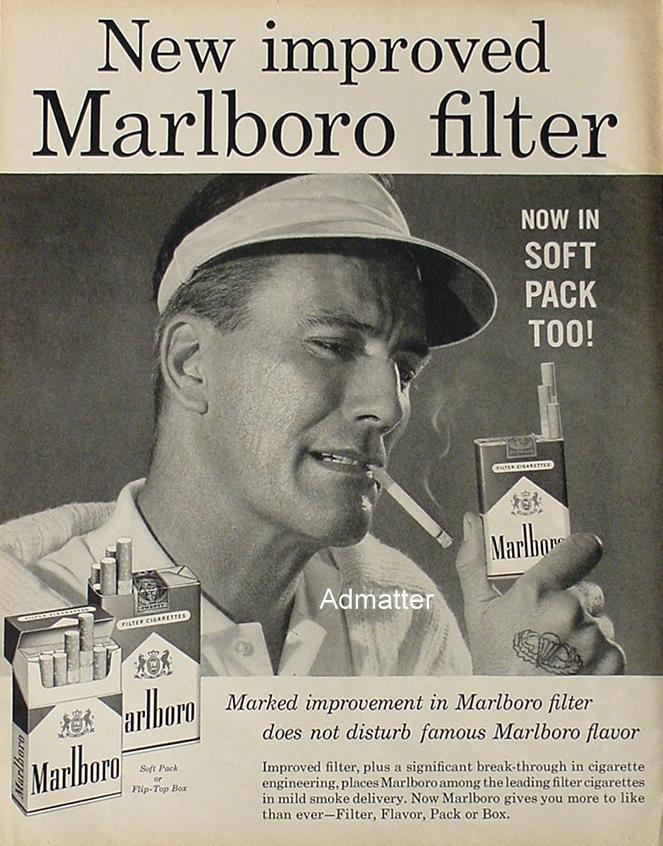 New improved
Marlboro filter
NOW IN
SOFT
PACK
TOO!
FILTER CIGARETTES
Marlboro
Admatter
FILTER CIGARETTES
FILTER CIGARETTES
arlboro
Marlboro
Marlboro
Soft Pack
or
Flip-Top Box
Marked improvement in Marlboro filter
does not disturb famous Marlboro flavor
Improved filter, plus a significant break-through in cigarette
engineering, places Marlboro among the leading filter cigarettes
in mild smoke delivery. Now Marlboro gives you more to like
than ever—Filter, Flavor, Pack or Box.